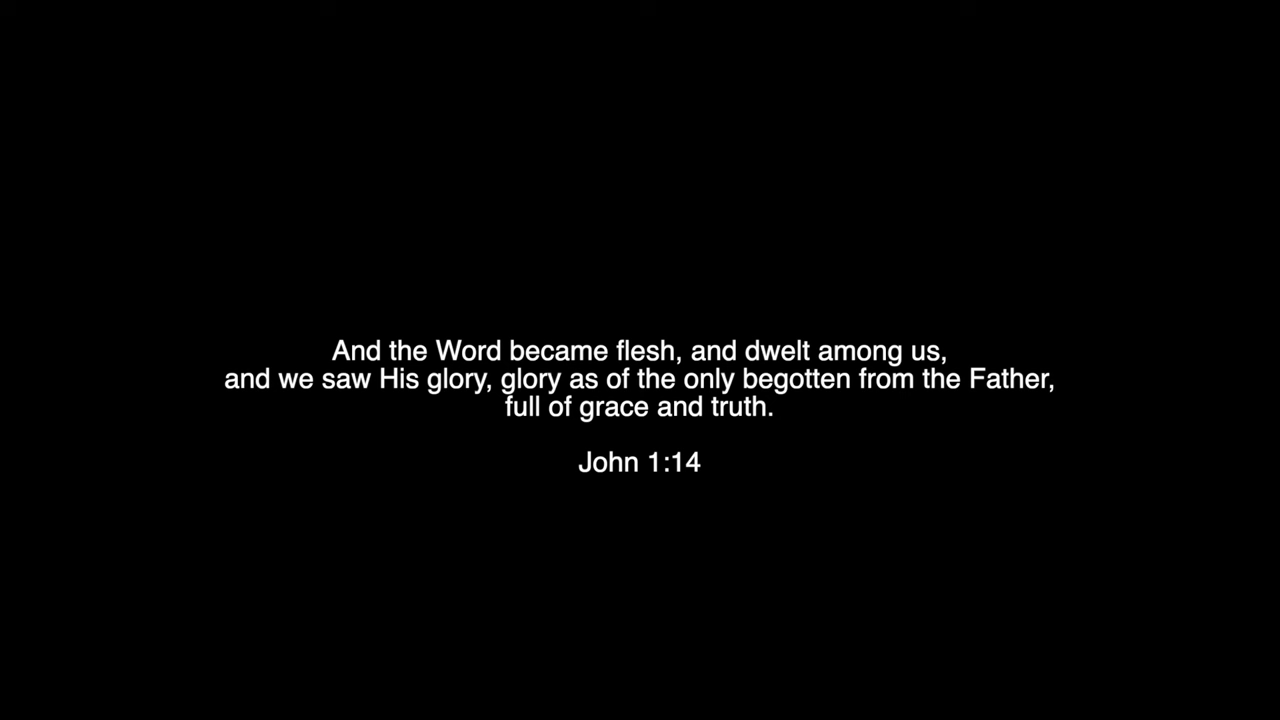 And the Word became flesh, and dwelt among us,
and we saw His glory, glory as of the only begotten from the Father,
full of grace and truth.
John 1:14